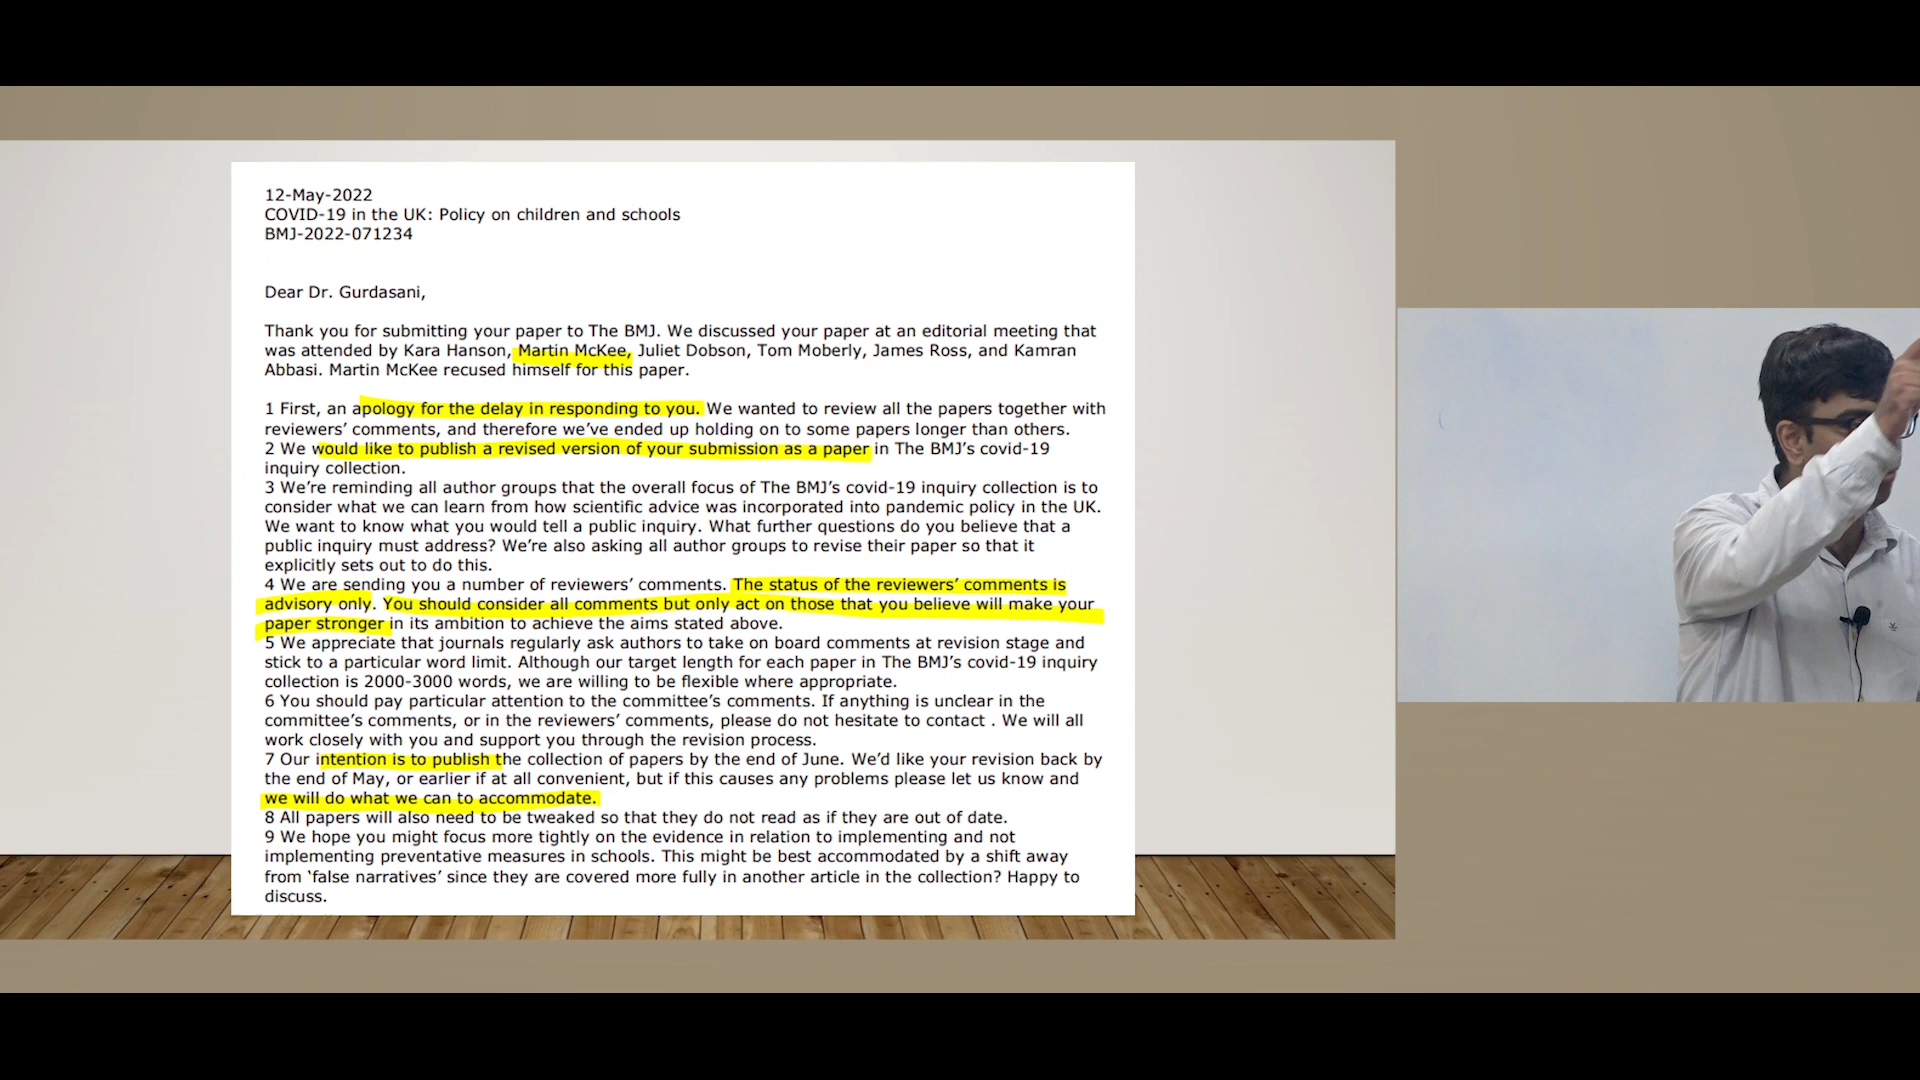 12-May-2022
COVID-19 in the UK: Policy on children and schools
BMJ-2022-071234
Dear Dr. Gurdasani,
Thank you for submitting your paper to The BMJ. We discussed your paper at an editorial meeting that
was attended by Kara Hanson, Martin McKee, Juliet Dobson, Tom Moberly, James Ross, and Kamran
Abbasi. Martin McKee recused himself for this paper.
1 First, an apology for the delay in responding to you. We wanted to review all the papers together with
reviewers’ comments, and therefore we’ve ended up holding on to some papers longer than others.
2 We would like to publish a revised version of your submission as a paper in The BMJ’s covid-19
inquiry collection.
3 We’re reminding all author groups that the overall focus of The BMJ’s covid-19 inquiry collection is to
consider what we can learn from how scientific advice was incorporated into pandemic policy in the UK.
We want to know what you would tell a public inquiry. What further questions do you believe that a
public inquiry must address? We’re also asking all author groups to revise their paper so that it
explicitly sets out to do this.
4 We are sending you a number of reviewers’ comments. The status of the reviewers’ comments is
advisory only. You should consider all comments but only act on those that you believe will make your
paper stronger in its ambition to achieve the aims stated above.
5 We appreciate that journals regularly ask authors to take on board comments at revision stage and
stick to a particular word limit. Although our target length for each paper in The BMJ’s covid-19 inquiry
collection is 2000-3000 words, we are willing to be flexible where appropriate.
6 You should pay particular attention to the committee’s comments. If anything is unclear in the
committee’s comments, or in the reviewers’ comments, please do not hesitate to contact . We will all
work closely with you and support you through the revision process.
7 Our intention is to publish the collection of papers by the end of June. We’d like your revision back by
the end of May, or earlier if at all convenient, but if this causes any problems please let us know and
we will do what we can to accommodate.
8 All papers will also need to be tweaked so that they do not read as if they are out of date.
9 We hope you might focus more tightly on the evidence in relation to implementing and not
implementing preventative measures in schools. This might be best accommodated by a shift away
from ‘false narratives’ since they are covered more fully in another article in the collection? Happy to
discuss.